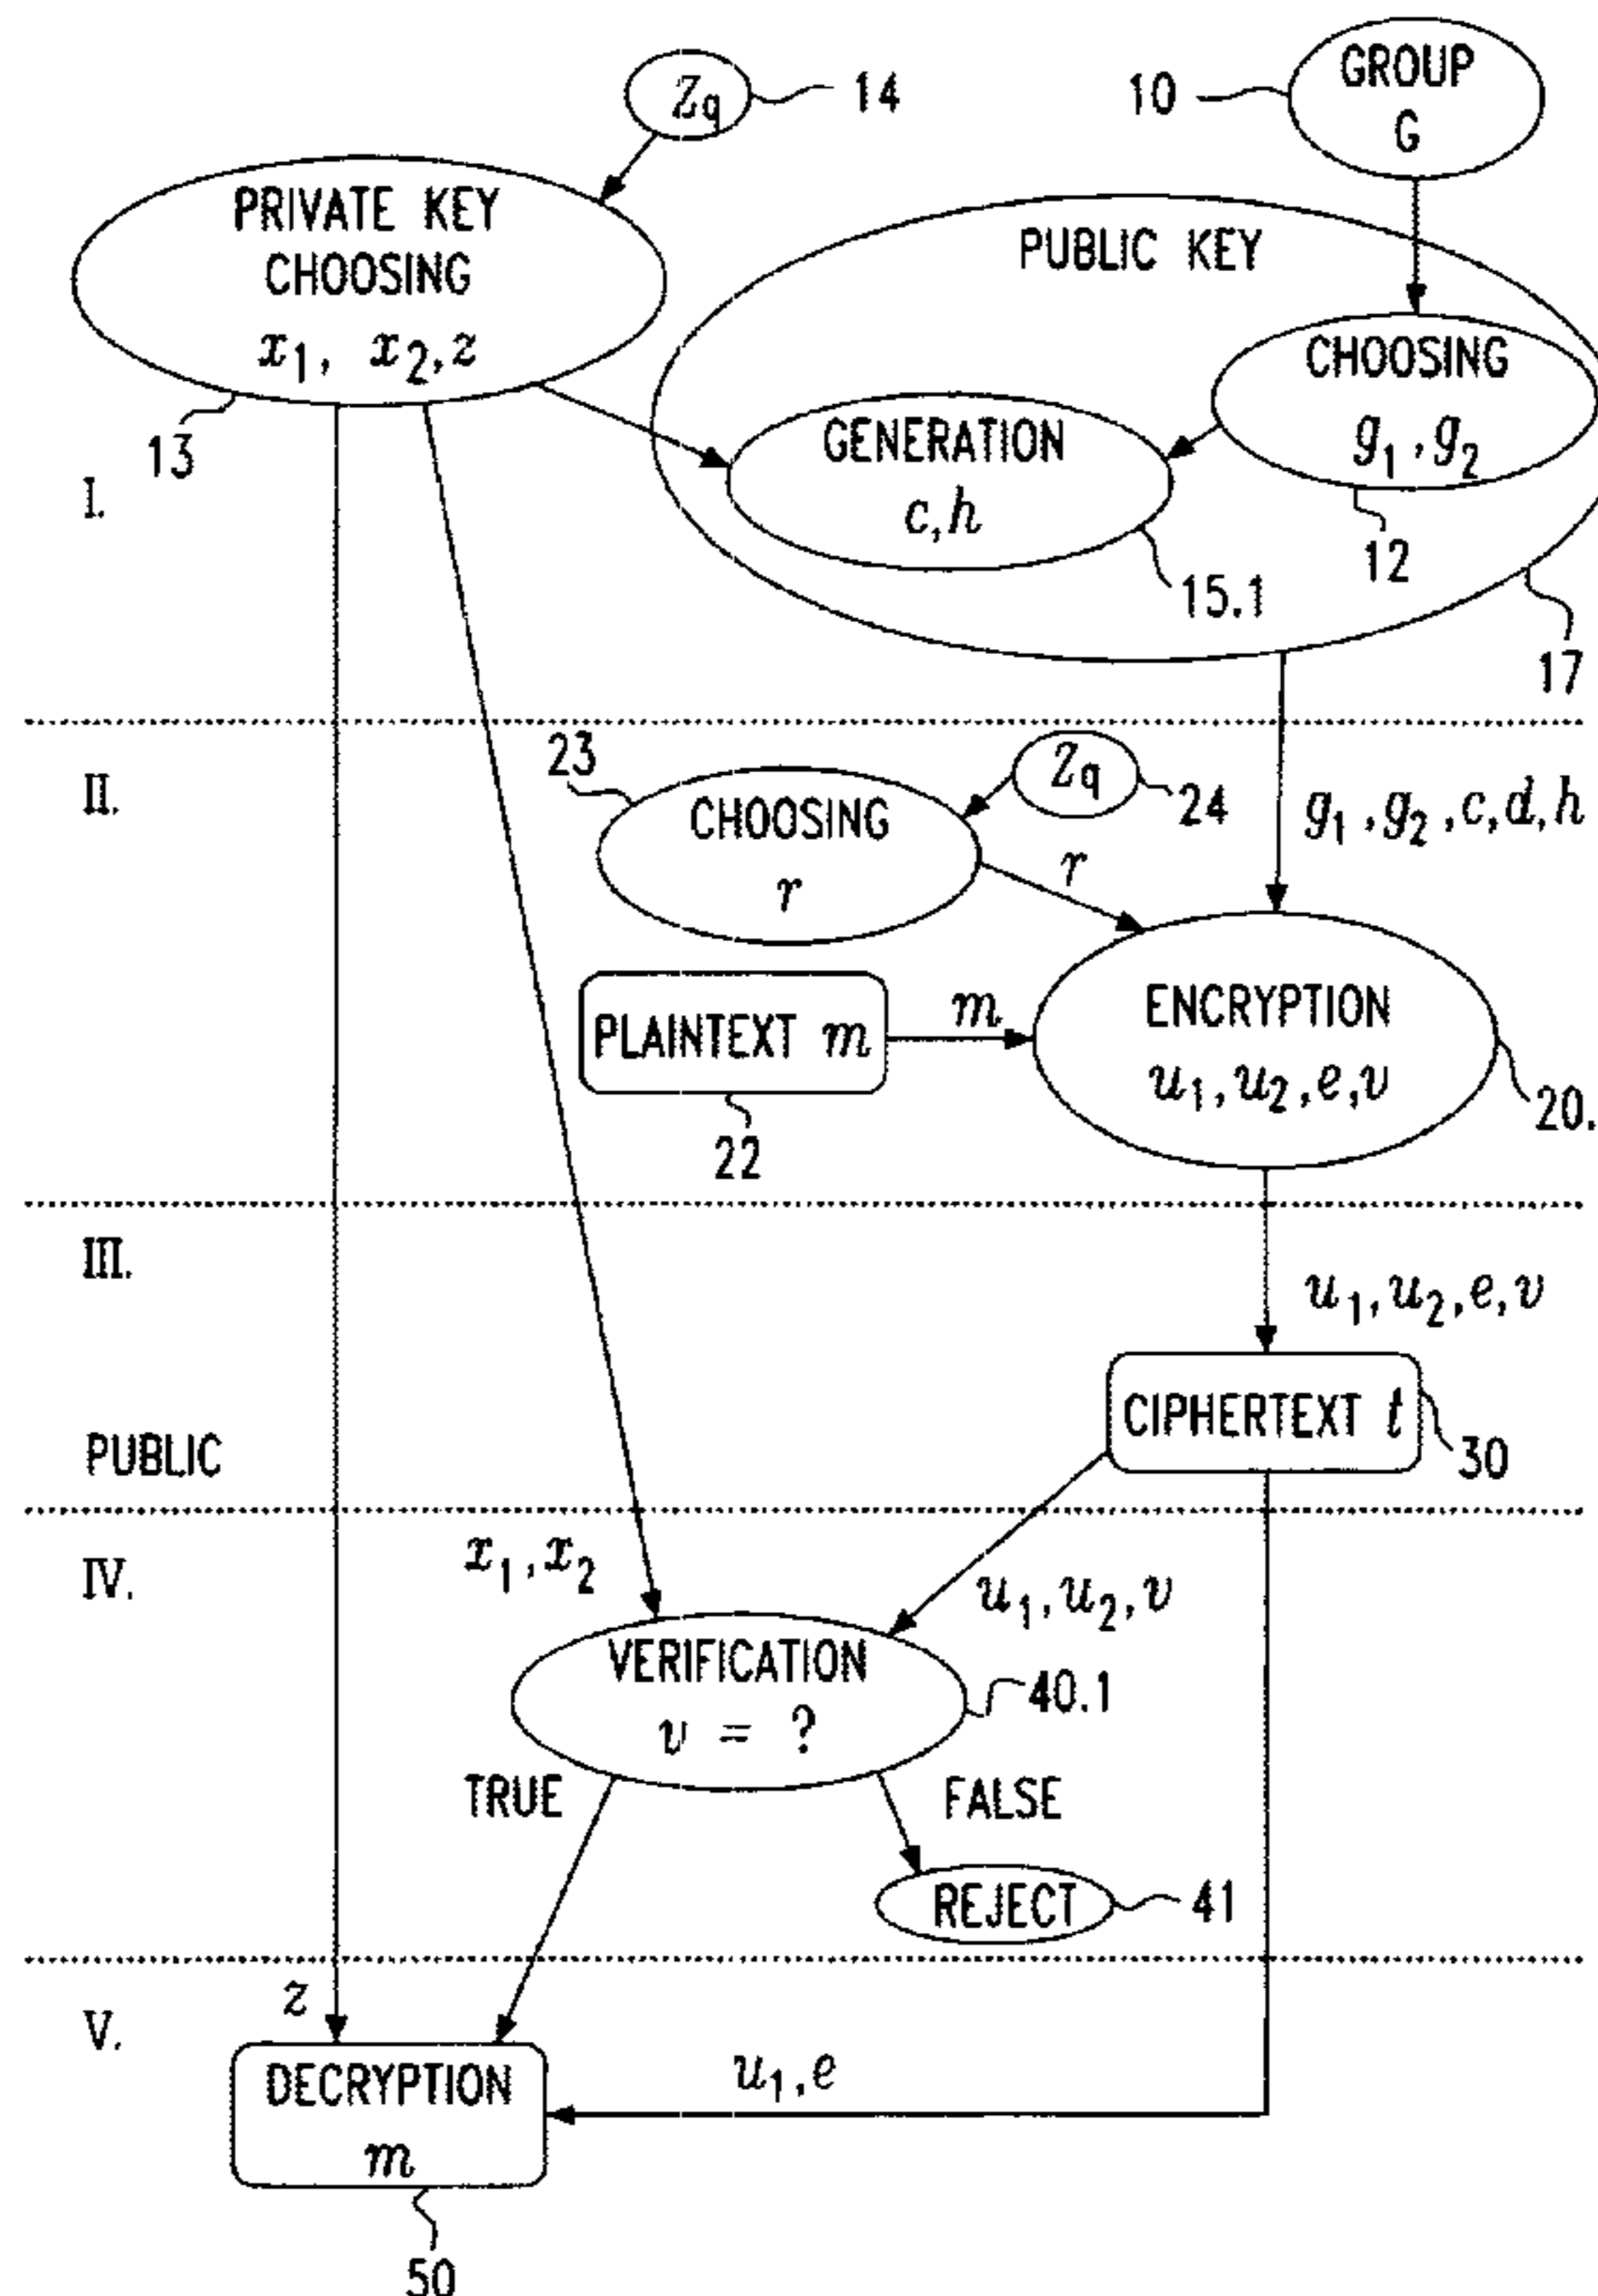 Zq
14
10
GROUP
G
PRIVATE KEY
CHOOSING
x1, x2, z
13
PUBLIC KEY
CHOOSING
g1, g2
12
GENERATION
c, h
15.1
17
I.
II.
23
CHOOSING
r
Zq
24
r
g1, g2, c, d, h
PLAINTEXT m
22
m
ENCRYPTION
u1, u2, e, v
20.
III.
u1, u2, e, v
CIPHERTEXT t
30
PUBLIC
IV.
x1, x2
u1, u2, v
VERIFICATION
v = ?
40.1
TRUE
FALSE
REJECT
41
V.
z
DECRYPTION
m
u1, e
50